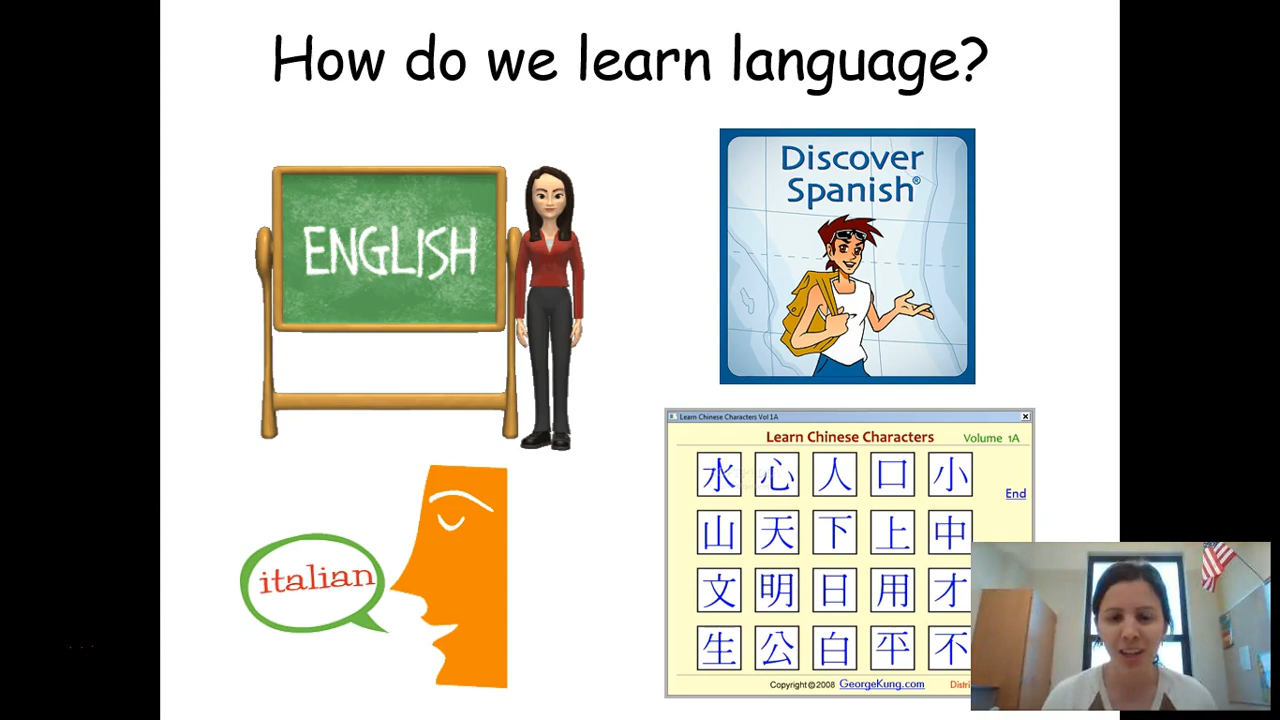 How do we learn language?
ENGLISH
Discover
Spanish®
italian
Learn Chinese Characters Vol 1A
Learn Chinese Characters Volume 1A
水 心 人 口 小
End
山 天 下 上 中
文 明 日 用 才
生 公 白 平 不
Copyright©2008 GeorgeKung.com